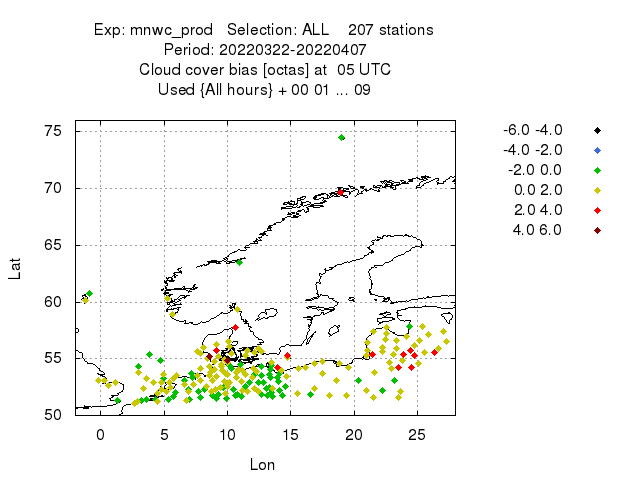 Exp: mnwc_prod   Selection: ALL    207 stations
Period: 20220322-20220407
Cloud cover bias [octas] at  05 UTC
Used {All hours} + 00 01 ... 09
75
70
65
60
55
50
0 5 10 15 20 25
Lat
Lon
-6.0 -4.0
-4.0 -2.0
-2.0 0.0
0.0 2.0
2.0 4.0
4.0 6.0